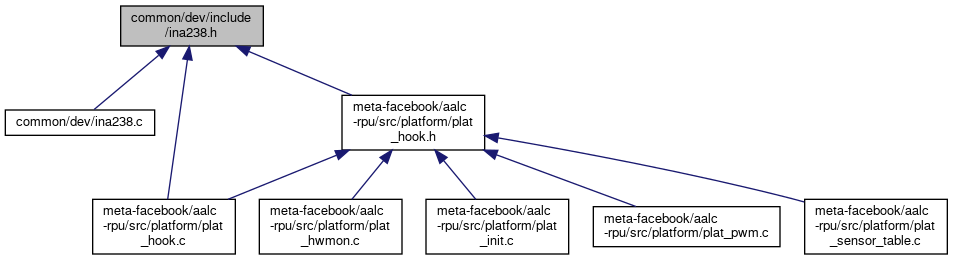 common/dev/include
/ina238.h
common/dev/ina238.c
meta-facebook/aalc
-rpu/src/platform/plat
_hook.h
meta-facebook/aalc
-rpu/src/platform/plat
_hook.c
meta-facebook/aalc
-rpu/src/platform/plat
_hwmon.c
meta-facebook/aalc
-rpu/src/platform/plat
_init.c
meta-facebook/aalc
-rpu/src/platform/plat_pwm.c
meta-facebook/aalc
-rpu/src/platform/plat
_sensor_table.c